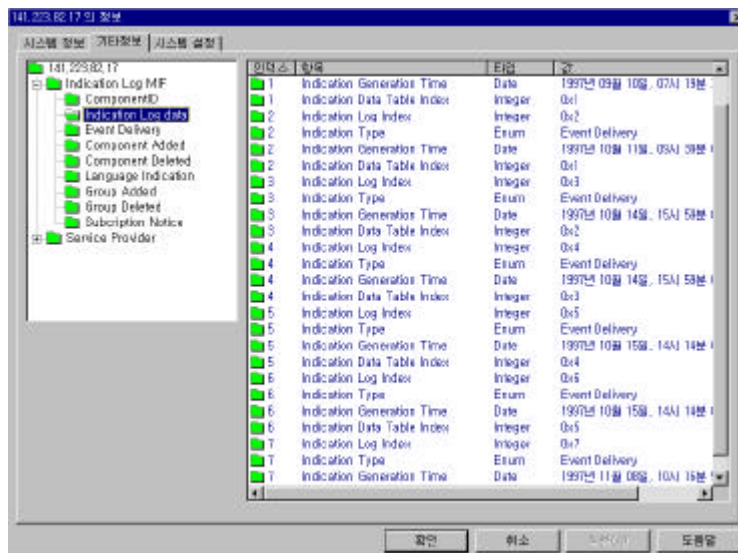 141.223.82.17 의 정보
시스템 정보 기타정보 시스템 설정
141.223.82.17
Indication Log MIF
ComponentID
Indication Log data
Event Delivery
Component Added
Component Deleted
Language Indication
Group Added
Group Deleted
Subcription Notice
Service Provider
인덱스 항목 타입 값
1 Indication Generation Time Date 1997년 09월 10일, 07시 19분
1 Indication Data Table Index Integer 0x1
2 Indication Log Index Integer 0x2
2 Indication Type Enum Event Delivery
2 Indication Generation Time Date 1997년 10월 11일, 09시 39분
2 Indication Data Table Index Integer 0x1
3 Indication Log Index Integer 0x3
3 Indication Type Enum Event Delivery
3 Indication Generation Time Date 1997년 10월 14일, 15시 59분
3 Indication Data Table Index Integer 0x2
4 Indication Log Index Integer 0x4
4 Indication Type Enum Event Delivery
4 Indication Generation Time Date 1997년 10월 14일, 15시 59분
4 Indication Data Table Index Integer 0x3
5 Indication Log Index Integer 0x5
5 Indication Type Enum Event Delivery
5 Indication Generation Time Date 1997년 10월 15일, 14시 14분
5 Indication Data Table Index Integer 0x4
6 Indication Log Index Integer 0x6
6 Indication Type Enum Event Delivery
6 Indication Generation Time Date 1997년 10월 15일, 14시 14분
6 Indication Data Table Index Integer 0x5
7 Indication Log Index Integer 0x7
7 Indication Type Enum Event Delivery
7 Indication Generation Time Date 1997년 11월 08일, 10시 16분
확인 취소 도움말